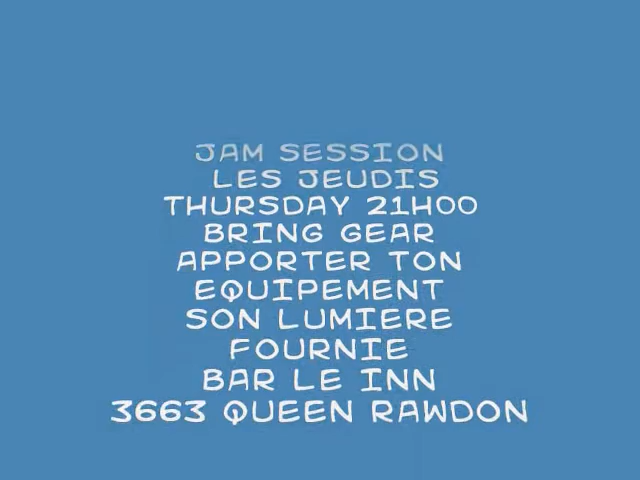 JAM SESSION
LES JEUDIS
THURSDAY 21H00
BRING GEAR
APPORTER TON
EQUIPEMENT
SON LUMIERE
FOURNIE
BAR LE INN
3663 QUEEN RAWDON